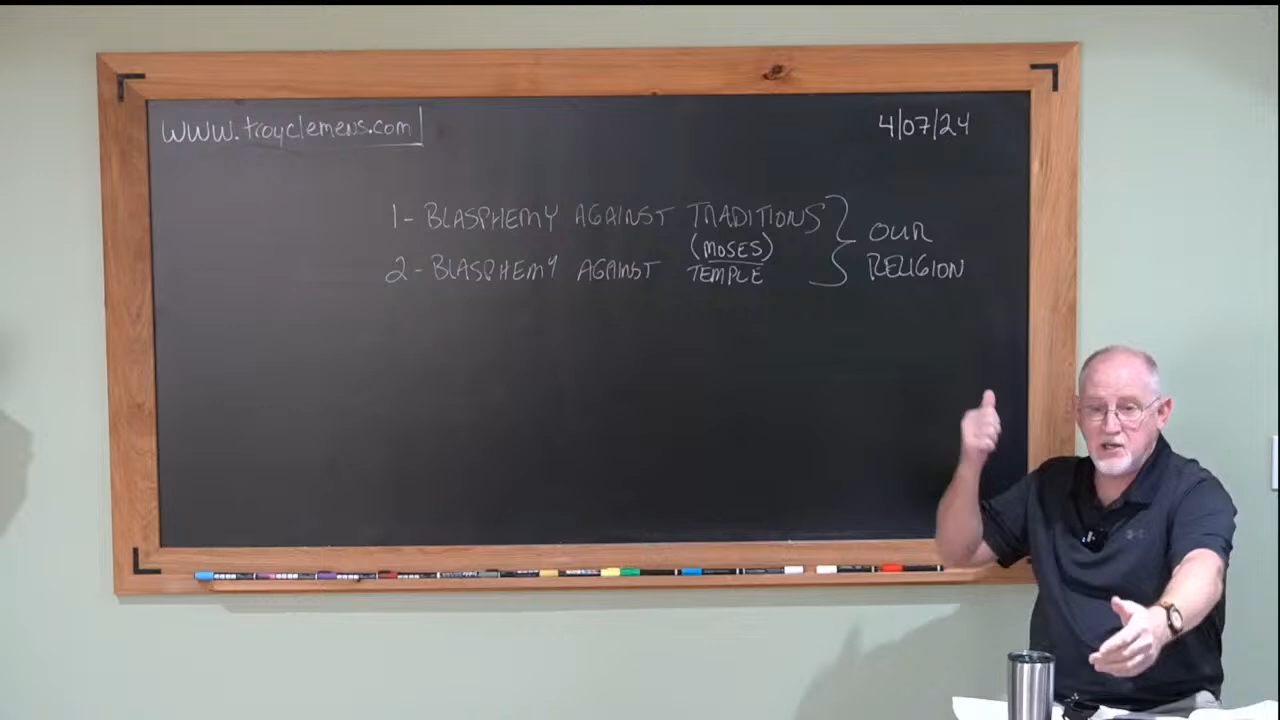 www.troyclemens.com
4/07/24
1- BLASPHEMY AGAINST TRADITIONS
(MOSES)
2- BLASPHEMY AGAINST TEMPLE
OUR
RELIGION